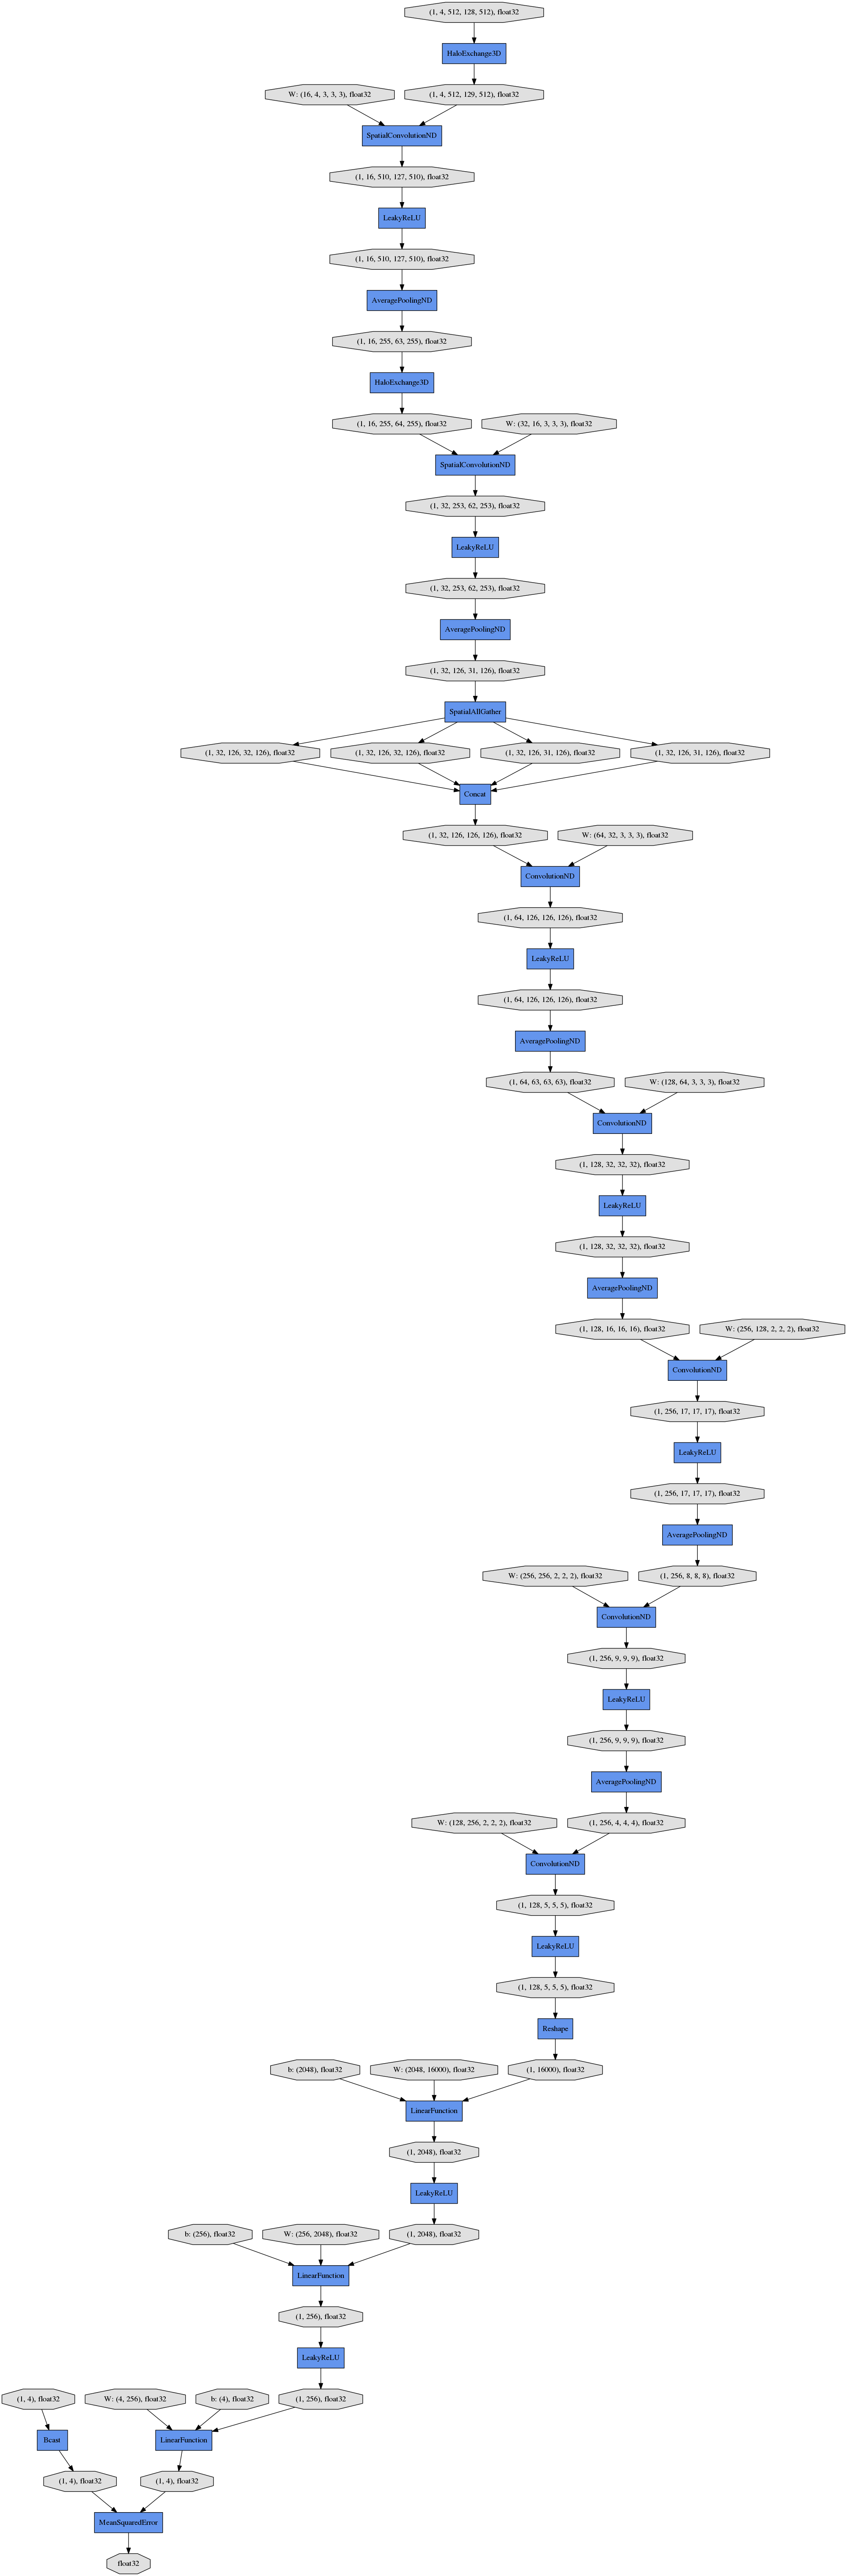 (1, 4, 512, 128, 512), float32
HaloExchange3D
W: (16, 4, 3, 3, 3), float32
(1, 4, 512, 129, 512), float32
SpatialConvolutionND
(1, 16, 510, 127, 510), float32
LeakyReLU
(1, 16, 510, 127, 510), float32
AveragePoolingND
(1, 16, 255, 63, 255), float32
HaloExchange3D
(1, 16, 255, 64, 255), float32
W: (32, 16, 3, 3, 3), float32
SpatialConvolutionND
(1, 32, 253, 62, 253), float32
LeakyReLU
(1, 32, 253, 62, 253), float32
AveragePoolingND
(1, 32, 126, 31, 126), float32
SpatialAllGather
(1, 32, 126, 32, 126), float32
(1, 32, 126, 32, 126), float32
(1, 32, 126, 31, 126), float32
(1, 32, 126, 31, 126), float32
Concat
(1, 32, 126, 126, 126), float32
W: (64, 32, 3, 3, 3), float32
ConvolutionND
(1, 64, 126, 126, 126), float32
LeakyReLU
(1, 64, 126, 126, 126), float32
AveragePoolingND
(1, 64, 63, 63, 63), float32
W: (128, 64, 3, 3, 3), float32
ConvolutionND
(1, 128, 32, 32, 32), float32
LeakyReLU
(1, 128, 32, 32, 32), float32
AveragePoolingND
(1, 128, 16, 16, 16), float32
W: (256, 128, 2, 2, 2), float32
ConvolutionND
(1, 256, 17, 17, 17), float32
LeakyReLU
(1, 256, 17, 17, 17), float32
AveragePoolingND
W: (256, 256, 2, 2, 2), float32
(1, 256, 8, 8, 8), float32
ConvolutionND
(1, 256, 9, 9, 9), float32
LeakyReLU
(1, 256, 9, 9, 9), float32
AveragePoolingND
W: (128, 256, 2, 2, 2), float32
(1, 256, 4, 4, 4), float32
ConvolutionND
(1, 128, 5, 5, 5), float32
LeakyReLU
(1, 128, 5, 5, 5), float32
Reshape
b: (2048), float32
W: (2048, 16000), float32
(1, 16000), float32
LinearFunction
(1, 2048), float32
LeakyReLU
b: (256), float32
W: (256, 2048), float32
(1, 2048), float32
LinearFunction
(1, 256), float32
LeakyReLU
(1, 4), float32
W: (4, 256), float32
b: (4), float32
(1, 256), float32
Bcast
LinearFunction
(1, 4), float32
(1, 4), float32
MeanSquaredError
float32